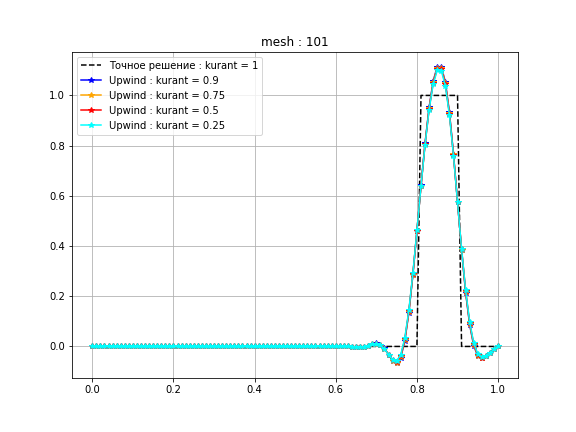 mesh : 101
Точное решение : kurant = 1
Upwind : kurant = 0.9
Upwind : kurant = 0.75
Upwind : kurant = 0.5
Upwind : kurant = 0.25
1.0
0.8
0.6
0.4
0.2
0.0
0.0 0.2 0.4 0.6 0.8 1.0